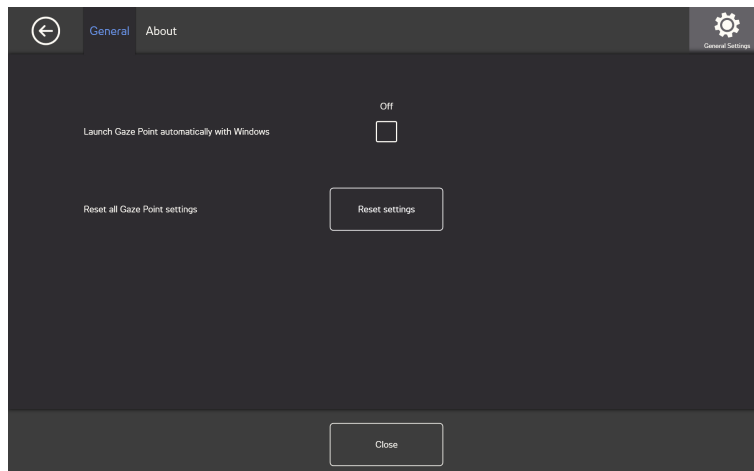 General About
General Settings
Off
Launch Gaze Point automatically with Windows
Reset all Gaze Point settings
Reset settings
Close